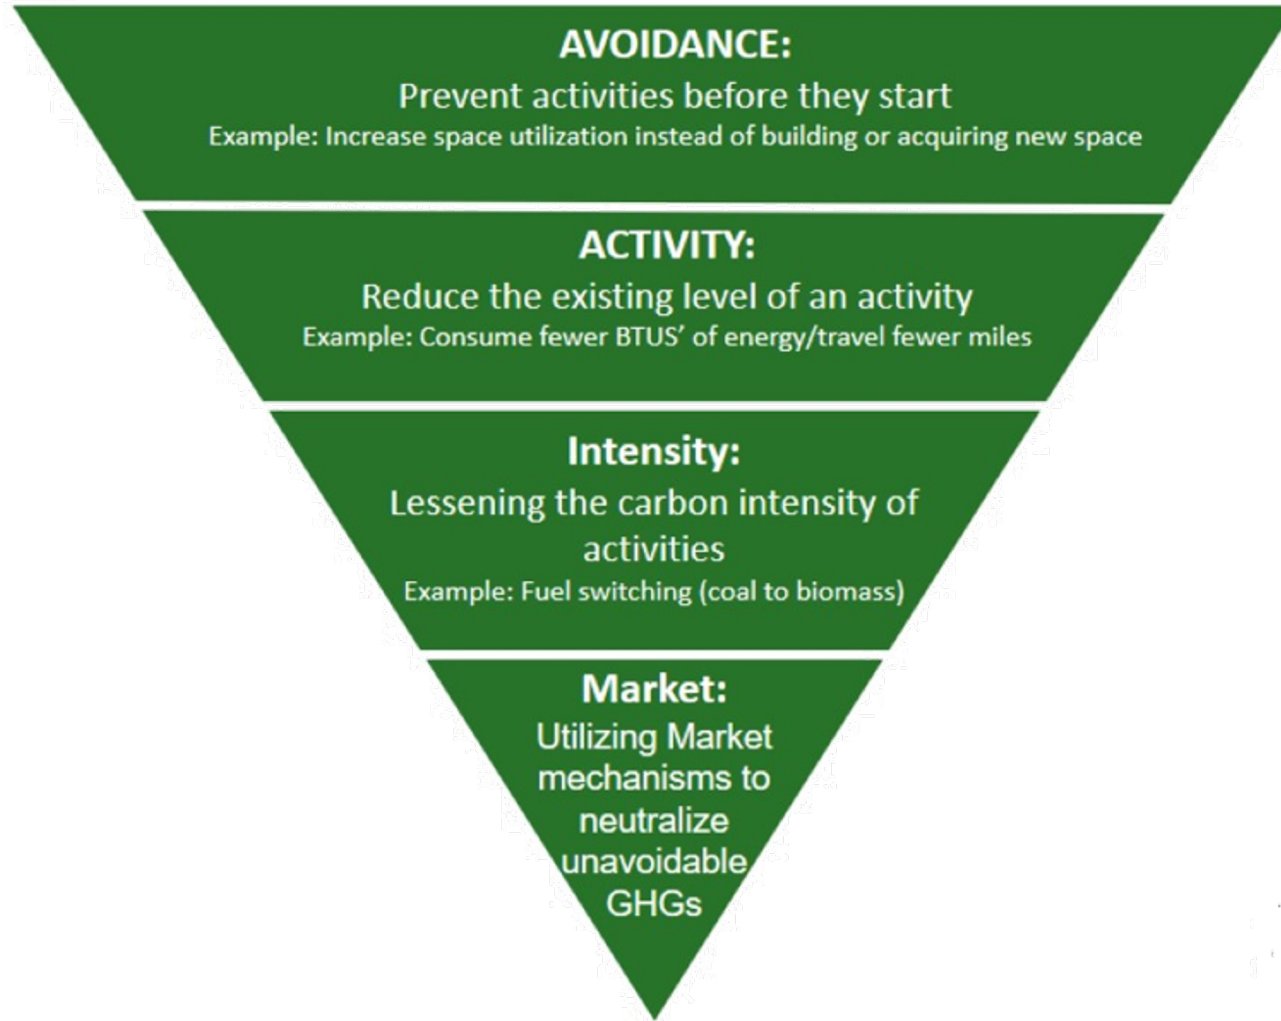 AVOIDANCE:
Prevent activities before they start
Example: Increase space utilization instead of building or acquiring new space
ACTIVITY:
Reduce the existing level of an activity
Example: Consume fewer BTUS’ of energy/travel fewer miles
Intensity:
Lessening the carbon intensity of
activities
Example: Fuel switching (coal to biomass)
Market:
Utilizing Market
mechanisms to
neutralize
unavoidable
GHGs